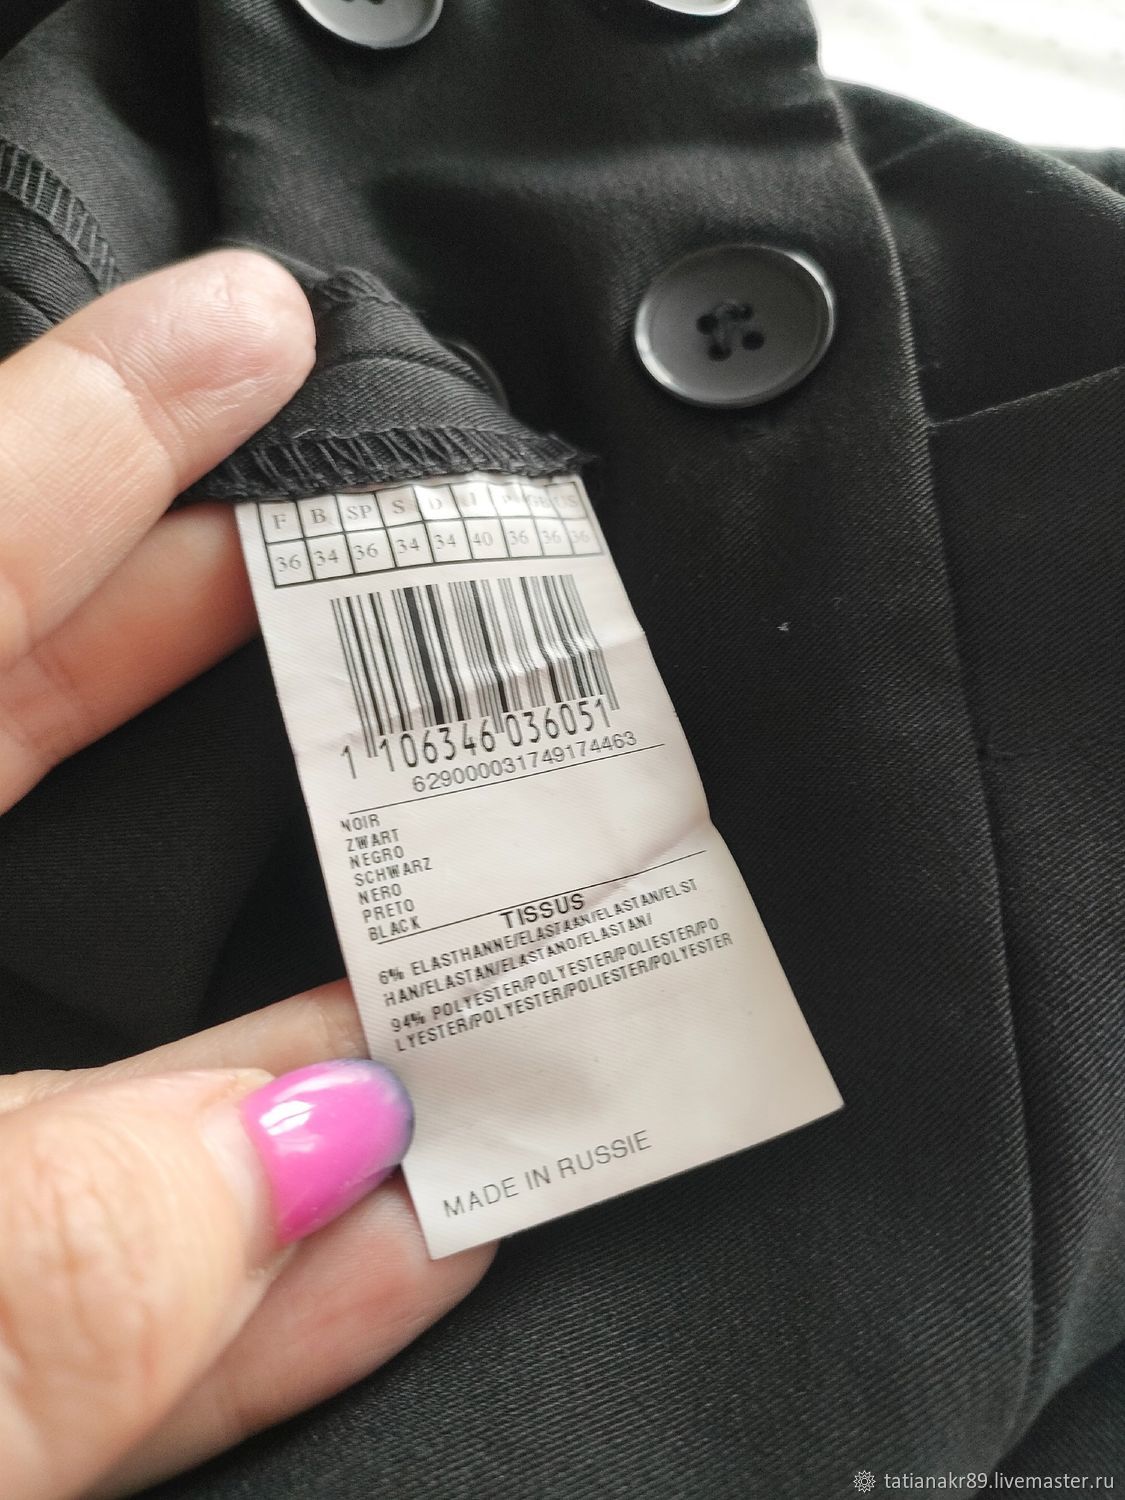 F B SP S D I P GB US
36 34 36 34 34 40 36 36 36
1 106346 036051
629000031749174463
NOIR
ZWART
NEGRO
SCHWARZ
NERO
PRETO
BLACK
TISSUS
6% ELASTHANNE/ELASTAAN/ELASTAN/ELST
HAN/ELASTAN/ELASTANO/ELASTAN/
94% POLYESTER/POLYESTER/POLIESTER/PO
LYESTER/POLYESTER/POLIESTER/POLYESTER
MADE IN RUSSIE
tatianakr89.livemaster.ru